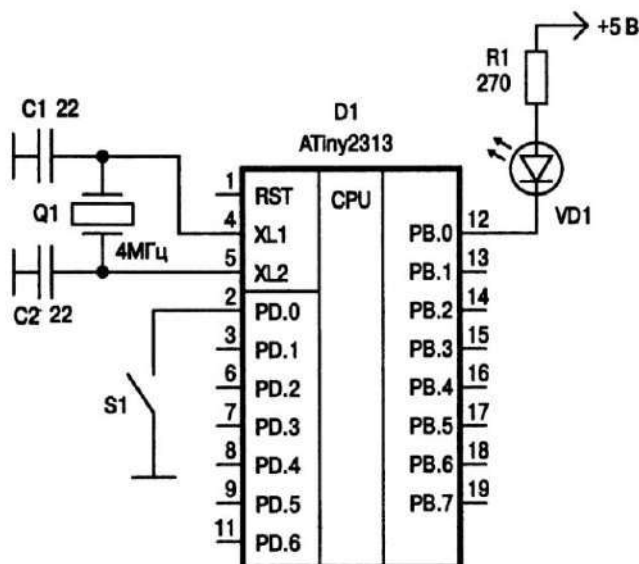 +5 В
R1
270
C1 22
D1
ATiny2313
1 RST CPU
Q1
4 XL1 PB.0 12
VD1
4МГц
5 XL2 PB.1 13
C2 22
2 PD.0 PB.2 14
3 PD.1 PB.3 15
6 PD.2 PB.4 16
S1
7 PD.3 PB.5 17
8 PD.4 PB.6 18
9 PD.5 PB.7 19
11 PD.6